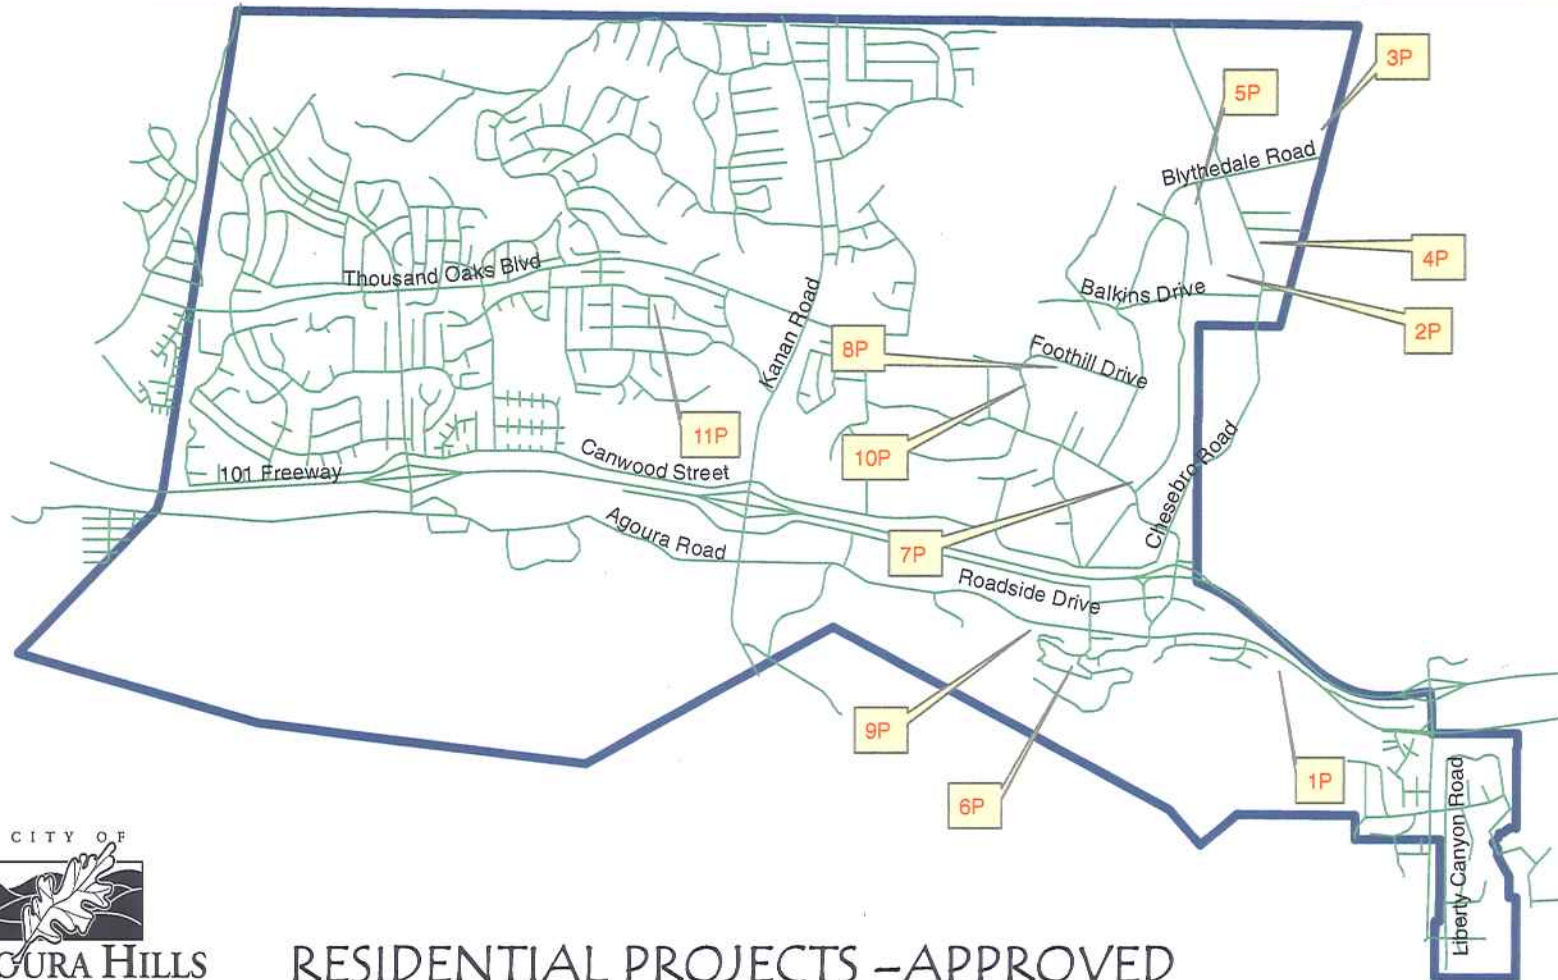 3P
5P
Blythedale Road
4P
Thousand Oaks Blvd
Balkins Drive
2P
Kanan Road
8P
Foothill Drive
11P
10P
Canwood Street
101 Freeway
Chesebro Road
Agoura Road
7P
Roadside Drive
9P
1P
6P
Liberty Canyon Road
CITY OF
OURA HILLS
RESIDENTIAL PROJECTS –APPROVED